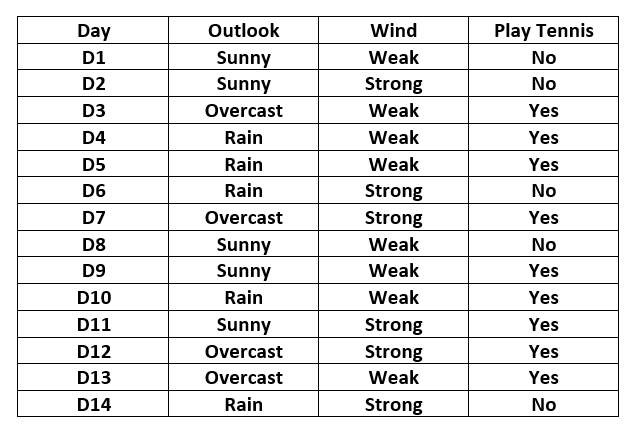 Day Outlook Wind Play Tennis
D1 Sunny Weak No
D2 Sunny Strong No
D3 Overcast Weak Yes
D4 Rain Weak Yes
D5 Rain Weak Yes
D6 Rain Strong No
D7 Overcast Strong Yes
D8 Sunny Weak No
D9 Sunny Weak Yes
D10 Rain Weak Yes
D11 Sunny Strong Yes
D12 Overcast Strong Yes
D13 Overcast Weak Yes
D14 Rain Strong No